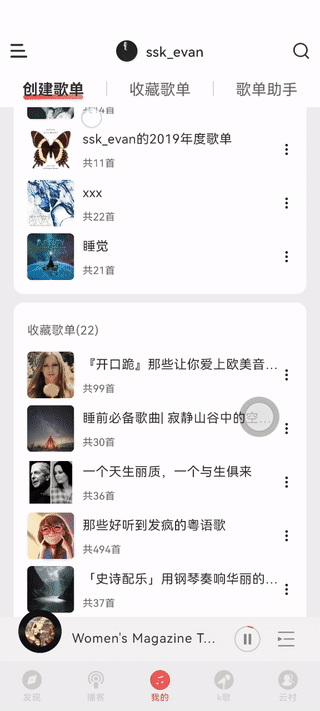 ssk_evan
创建歌单
收藏歌单
歌单助手
共14首
ssk_evan的2019年度歌单
共11首
xxx
共22首
睡觉
共21首
收藏歌单(22)
『开口跪』那些让你爱上欧美音...
共99首
睡前必备歌曲| 寂静山谷中的空...
共30首
一个天生丽质，一个与生俱来
共36首
那些好听到发疯的粤语歌
共494首
「史诗配乐」用钢琴奏响华丽的...
共37首
Women's Magazine T...
发现
播客
我的
k歌
云村